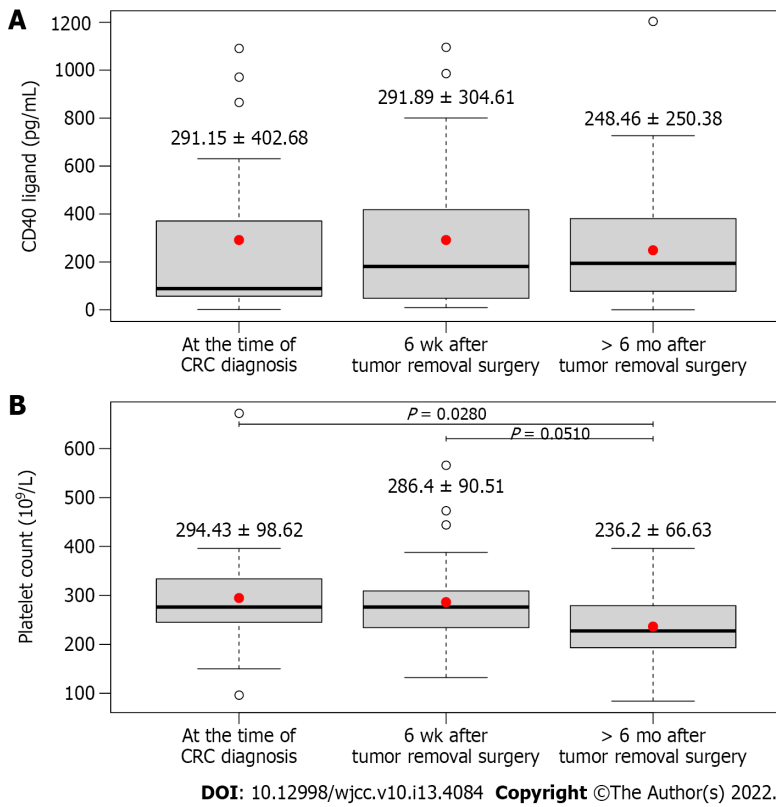 A
CD40 ligand (pg/mL)
1200
1000
800
600
400
200
0
291.15 ± 402.68
291.89 ± 304.61
248.46 ± 250.38
At the time of
CRC diagnosis
6 wk after
tumor removal surgery
> 6 mo after
tumor removal surgery
B
Platelet count (10⁹/L)
600
500
400
300
200
100
P = 0.0280
P = 0.0510
294.43 ± 98.62
286.4 ± 90.51
236.2 ± 66.63
At the time of
CRC diagnosis
6 wk after
tumor removal surgery
> 6 mo after
tumor removal surgery
DOI: 10.12998/wjcc.v10.i13.4084 Copyright ©The Author(s) 2022.